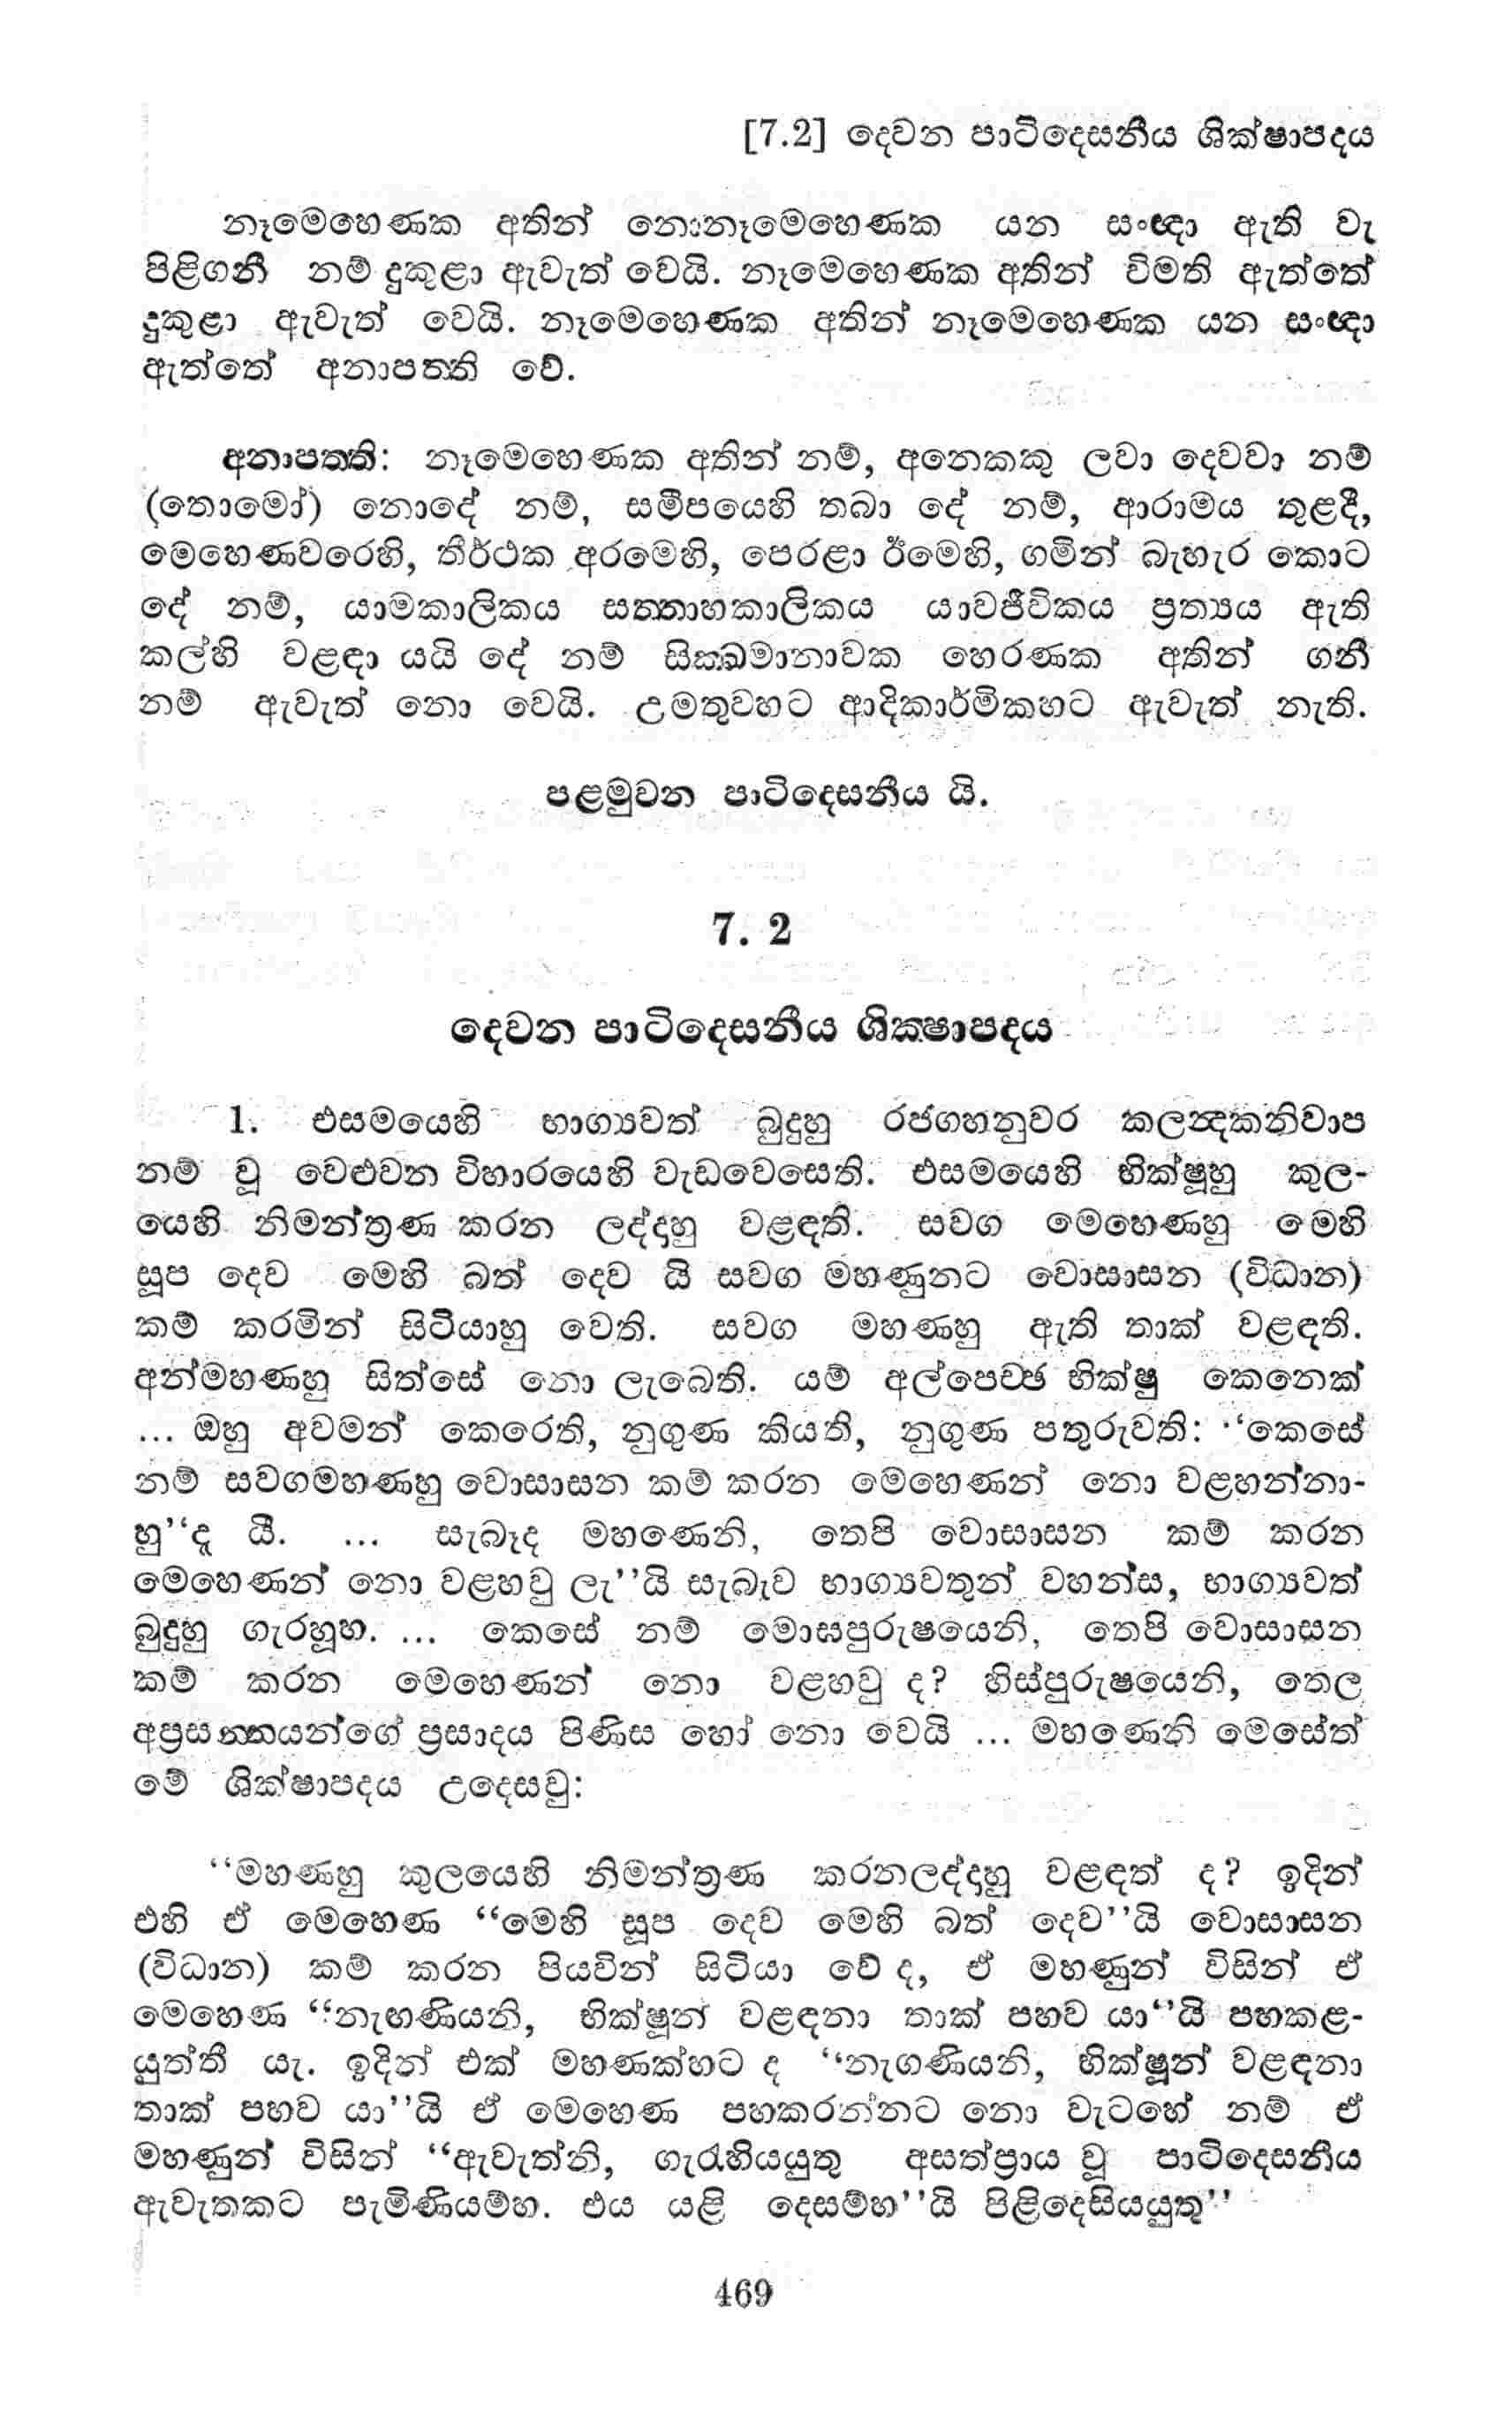 [7.2] දෙවන පාටිදෙසනීය ශික්ෂාපදය
නෑමෙහෙණක අතින් නොනෑමෙහෙණක යන සංඥා ඇති වැ
පිළිගනී නම් දුකුළා ඇවැත් වෙයි. නෑමෙහෙණක අතින් විමති ඇත්තේ
දුකුළා ඇවැත් වෙයි. නෑමෙහෙණක අතින් නෑමෙහෙණක යන සංඥා
ඇත්තේ අනාපත්ති වේ.
අනාපත්ති: නෑමෙහෙණක අතින් නම්, අනෙකකු ලවා දෙවවා නම්
(තොමෝ) නොදේ නම්, සමීපයෙහි තබා දේ නම්, ආරාමය තුළදී,
මෙහෙණවරෙහි, තීර්ථක අරමෙහි, පෙරළා ඊමෙහි, ගමින් බැහැර කොට
දේ නම්, යාමකාලිකය සත්තාහකාලිකය යාවජීවිකය ප්‍රත්‍යය ඇති
කල්හි වළඳා යයි දේ නම් සික්ඛමානාවක හෙරණක අතින් ගනී
නම් ඇවැත් නො වෙයි. උමතුවහට ආදිකාර්මිකහට ඇවැත් නැති.
පළමුවන පාටිදෙසනීය යි.
7. 2
දෙවන පාටිදෙසනීය ශික්ෂාපදය
1. එසමයෙහි භාග්‍යවත් බුදුහු රජගහනුවර කලන්දකනිවාප
නම් වූ වෙළුවන විහාරයෙහි වැඩවෙසෙති. එසමයෙහි භික්ෂූහු කුල-
යෙහි නිමන්ත්‍රණ කරන ලද්දහු වළඳති. සවග මෙහෙණහු මෙහි
සූප දෙව මෙහි බත් දෙව යි සවග මහණුනට වොසාසන (විධාන)
කම් කරමින් සිටියාහු වෙති. සවග මහණහු ඇති තාක් වළඳති.
අන්මහණහු සිත්සේ නො ලැබෙති. යම් අල්පෙච්ඡ භික්ෂු කෙනෙක්
... ඔහු අවමන් කෙරෙති, නුගුණ කියති, නුගුණ පතුරුවති: ‘‘කෙසේ
නම් සවගමහණහු වොසාසන කම් කරන මෙහෙණන් නො වළහන්නා-
හු’‘ද යී. ... සැබෑද මහණෙනි, තෙපි වොසාසන කම් කරන
මෙහෙණන් නො වළහවු ලැ’’යි සැබැව භාග්‍යවතුන් වහන්ස, භාග්‍යවත්
බුදුහු ගැරහූහ. ... කෙසේ නම් මොඝපුරුෂයෙනි, තෙපි වොසාසන
කම් කරන මෙහෙණන් නො වළහවු ද? හිස්පුරුෂයෙනි, තෙල
අප්‍රසන්නයන්ගේ ප්‍රසාදය පිණිස හෝ නො වෙයි ... මහණෙනි මෙසේත්
මේ ශික්ෂාපදය උදෙසවු:
‘‘මහණහු කුලයෙහි නිමන්ත්‍රණ කරනලද්දහු වළඳත් ද? ඉදින්
එහි ඒ මෙහෙණ ‘‘මෙහි සූප දෙව මෙහි බත් දෙව’’යි වොසාසන
(විධාන) කම් කරන පියවින් සිටියා වේ ද, ඒ මහණුන් විසින් ඒ
මෙහෙණ ‘‘නැඟණියනි, භික්ෂූන් වළඳනා තාක් පහව යා‘’යි පහකළ-
යුත්තී යැ. ඉදින් එක් මහණක්හට ද ‘‘නැගණියනි, භික්ෂූන් වළඳනා
තාක් පහව යා’’යි ඒ මෙහෙණ පහකරන්නට නො වැටහේ නම් ඒ
මහණුන් විසින් ‘‘ඇවැත්නි, ගැරැහියයුතු අසත්ප්‍රාය වූ පාටිදෙසනීය
ඇවැතකට පැමිණියම්හ. එය යළි දෙසම්හ’’යි පිළිදෙසියයුතු’’
469